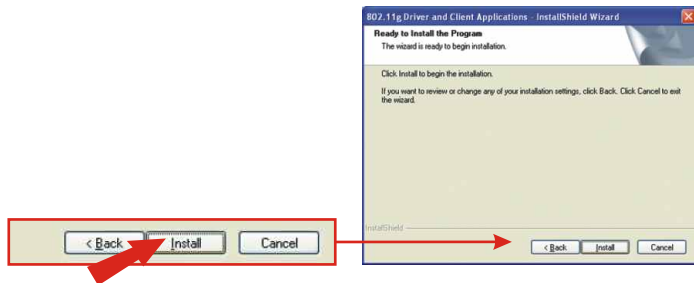 802.11g Driver and Client Applications - InstallShield Wizard
Ready to Install the Program
The wizard is ready to begin installation.
Click Install to begin the installation.
If you want to review or change any of your installation settings, click Back. Click Cancel to exit
the wizard.
InstallShield
< Back Install Cancel
< Back Install Cancel